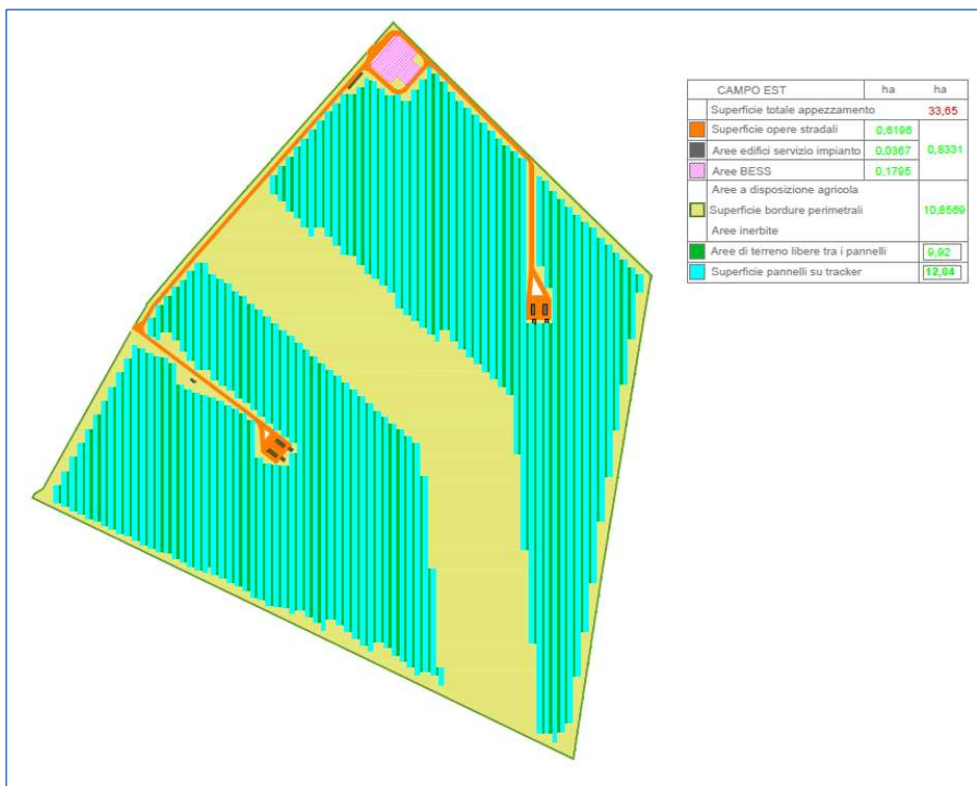 CAMPO EST ha ha
Superficie totale appezzamento 33,65
Superficie opere stradali 0,6196
Aree edifici servizio impianto 0,0367 0,8331
Aree BESS 0,1795
Aree a disposizione agricola
Superficie bordure perimetrali 10,8569
Aree inerbite
Aree di terreno libere tra i pannelli 9,92
Superficie pannelli su tracker 12,04